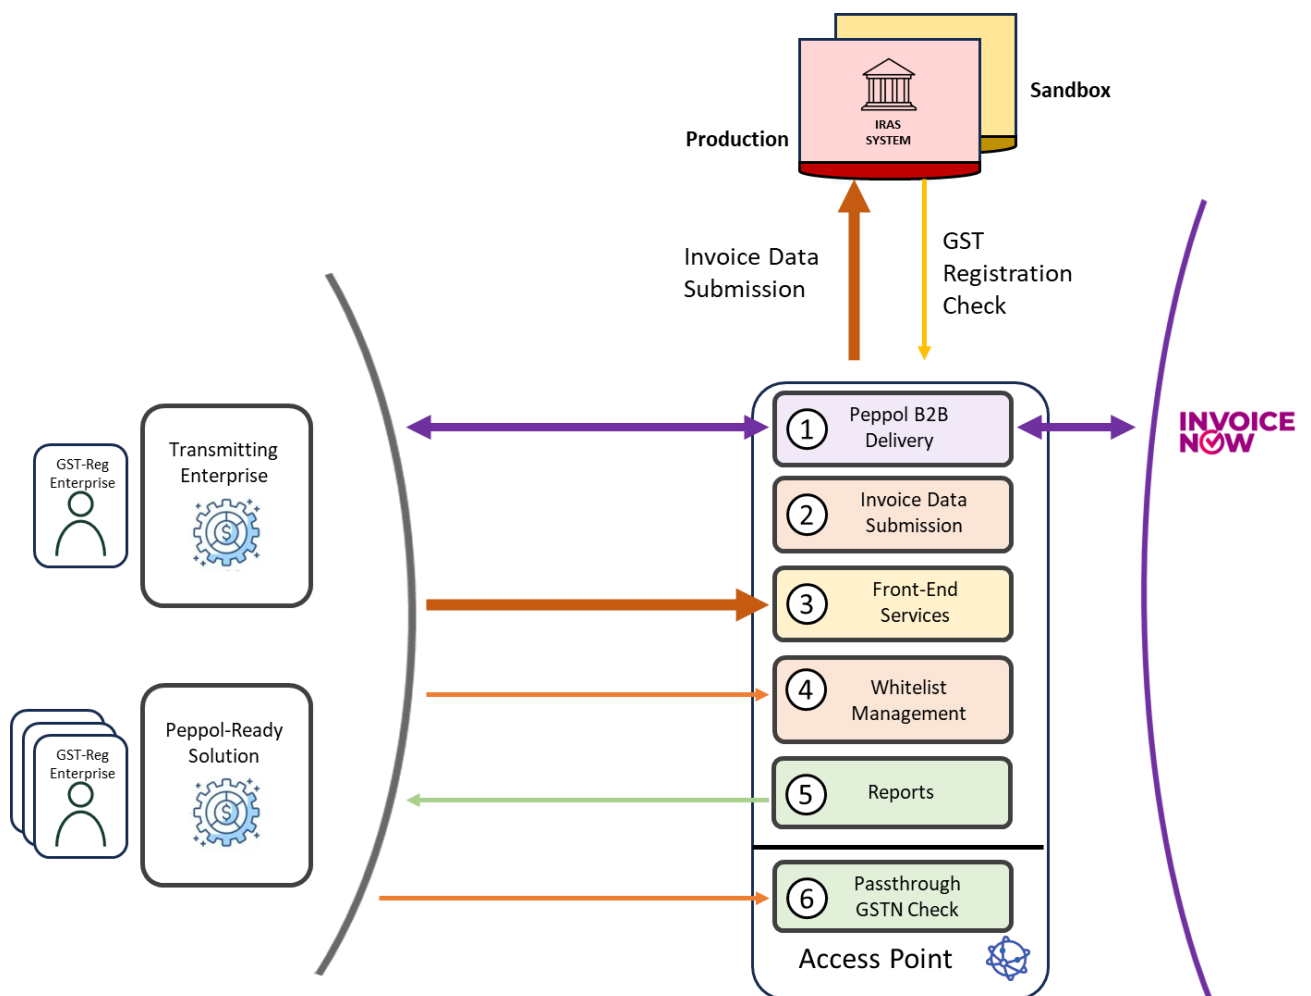 Sandbox
Production
IRAS
SYSTEM
Invoice Data
Submission
GST
Registration
Check
GST-Reg
Enterprise
Transmitting
Enterprise
GST-Reg
Enterprise
Peppol-Ready
Solution
1
Peppol B2B
Delivery
2
Invoice Data
Submission
3
Front-End
Services
4
Whitelist
Management
5
Reports
6
Passthrough
GSTN Check
Access Point
INVOICE
NOW